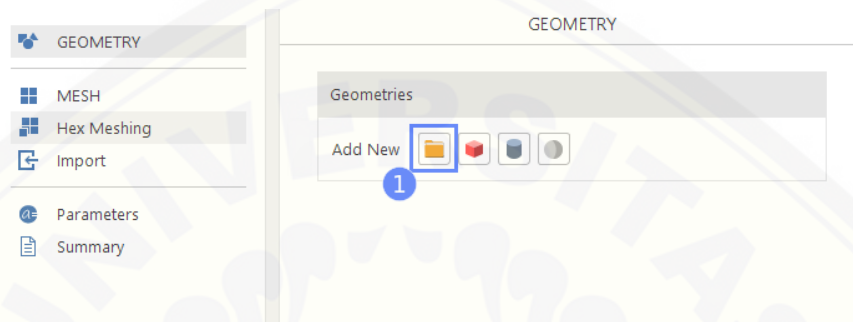 GEOMETRY
GEOMETRY
MESH
Hex Meshing
Import
Parameters
Summary
Geometries
Add New
1